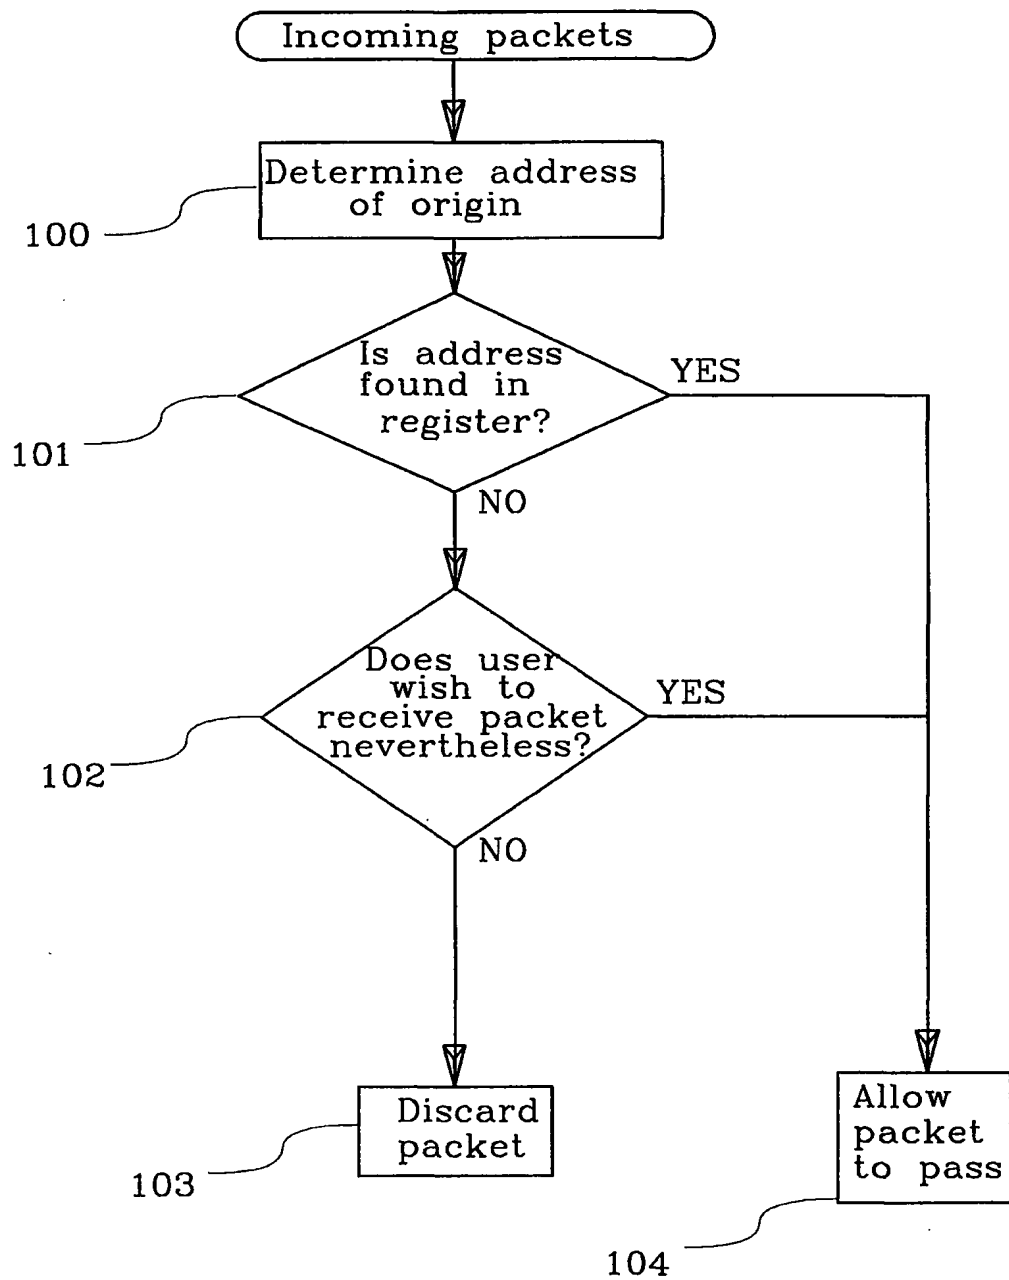 Incoming packets
Determine address
of origin
100
Is address
found in
register?
YES
101
NO
Does user
wish to
receive packet
nevertheless?
YES
102
NO
Discard
packet
103
Allow
packet
to pass
104